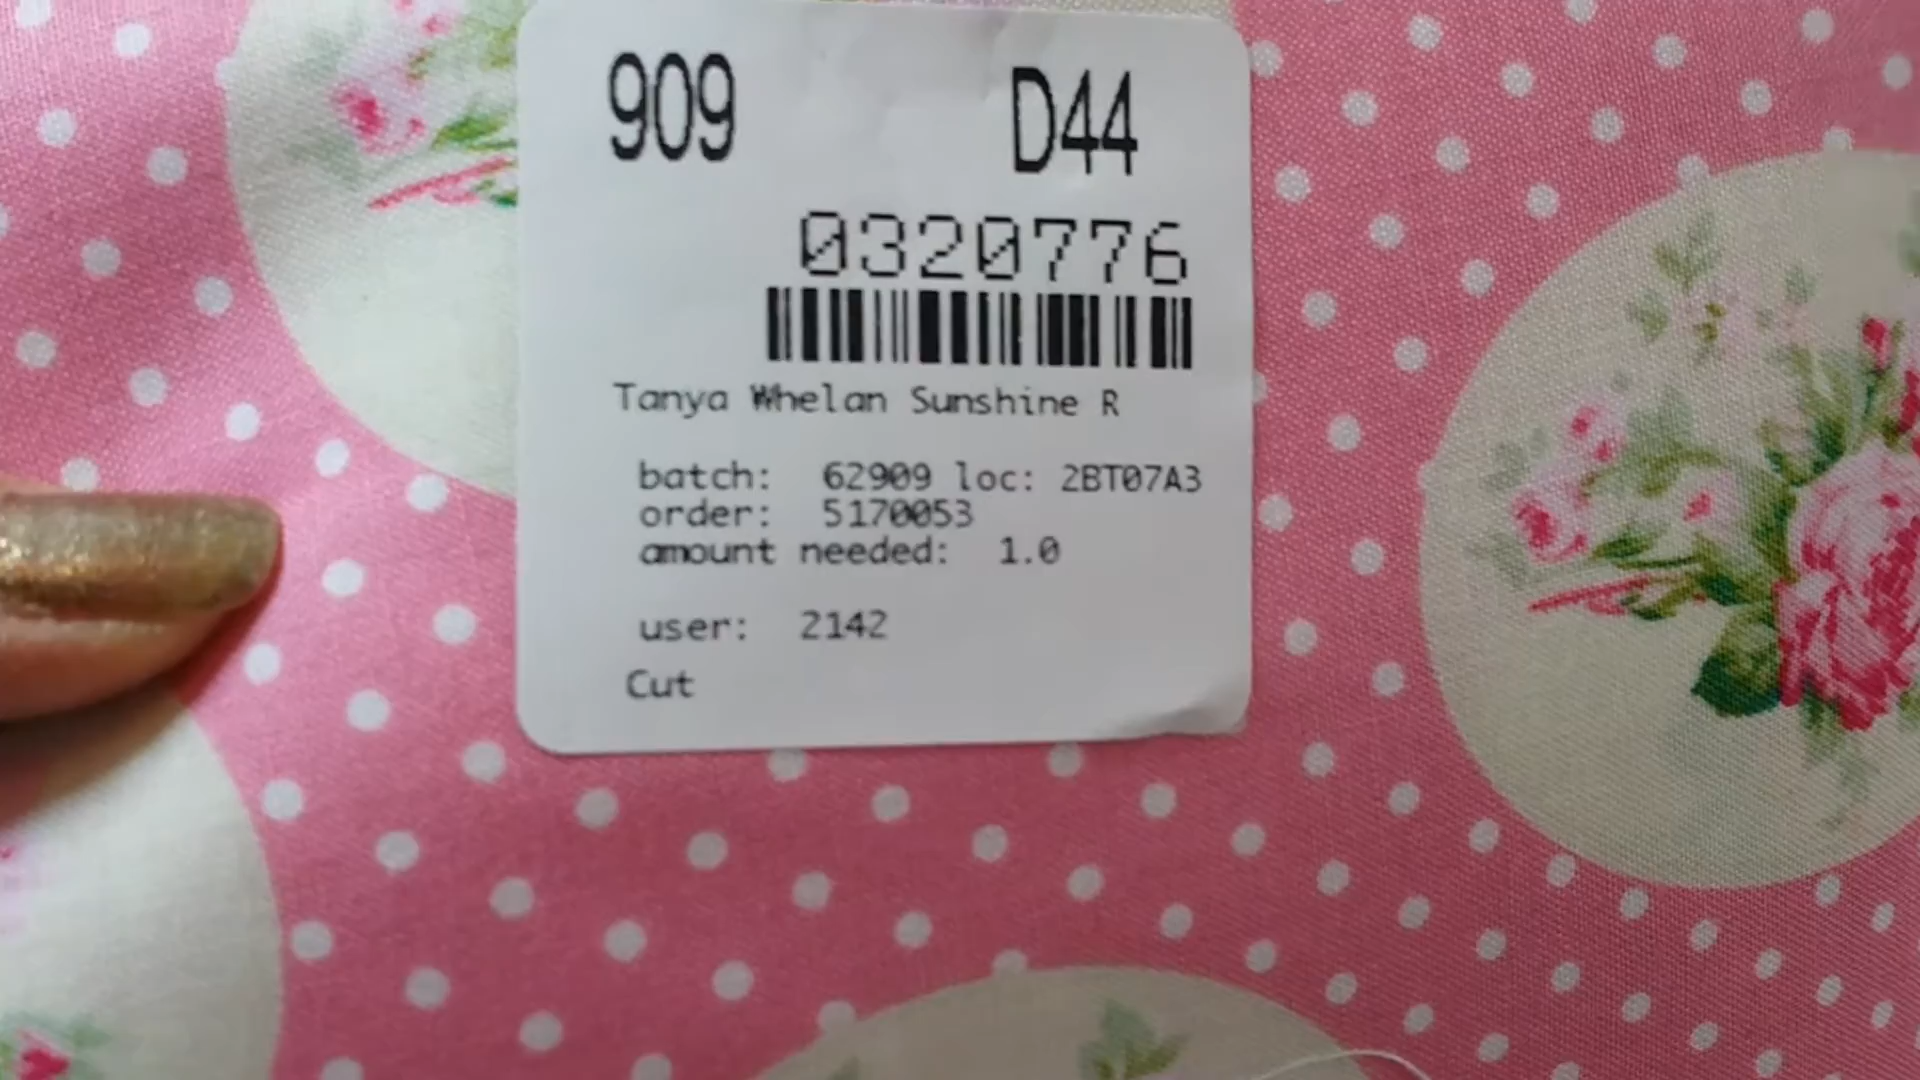 909 D44
0320776
Tanya Whelan Sunshine R
batch: 62909 loc: 2BT07A3
order: 5170053
amount needed: 1.0
user: 2142
Cut